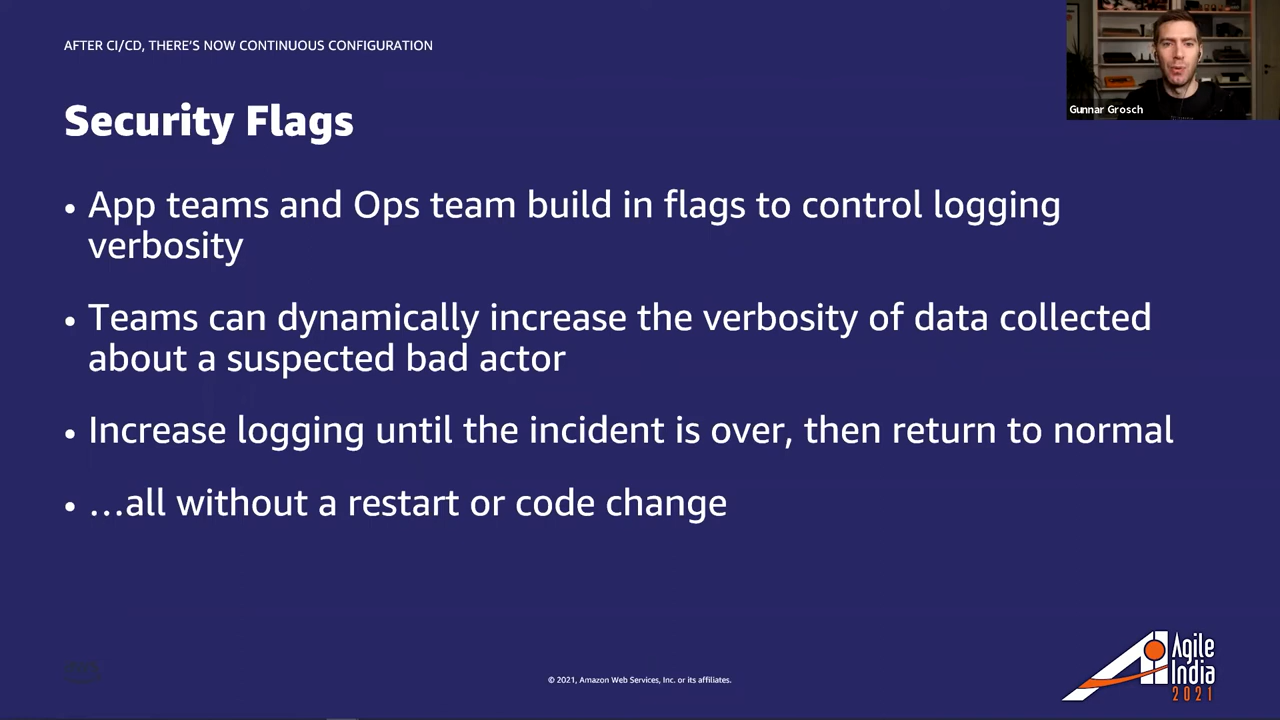 AFTER CI/CD, THERE'S NOW CONTINUOUS CONFIGURATION
Gunnar Grosch
Security Flags
• App teams and Ops team build in flags to control logging
verbosity
• Teams can dynamically increase the verbosity of data collected
about a suspected bad actor
• Increase logging until the incident is over, then return to normal
• …all without a restart or code change
© 2021, Amazon Web Services, Inc. or its affiliates.
Agile
India
2021